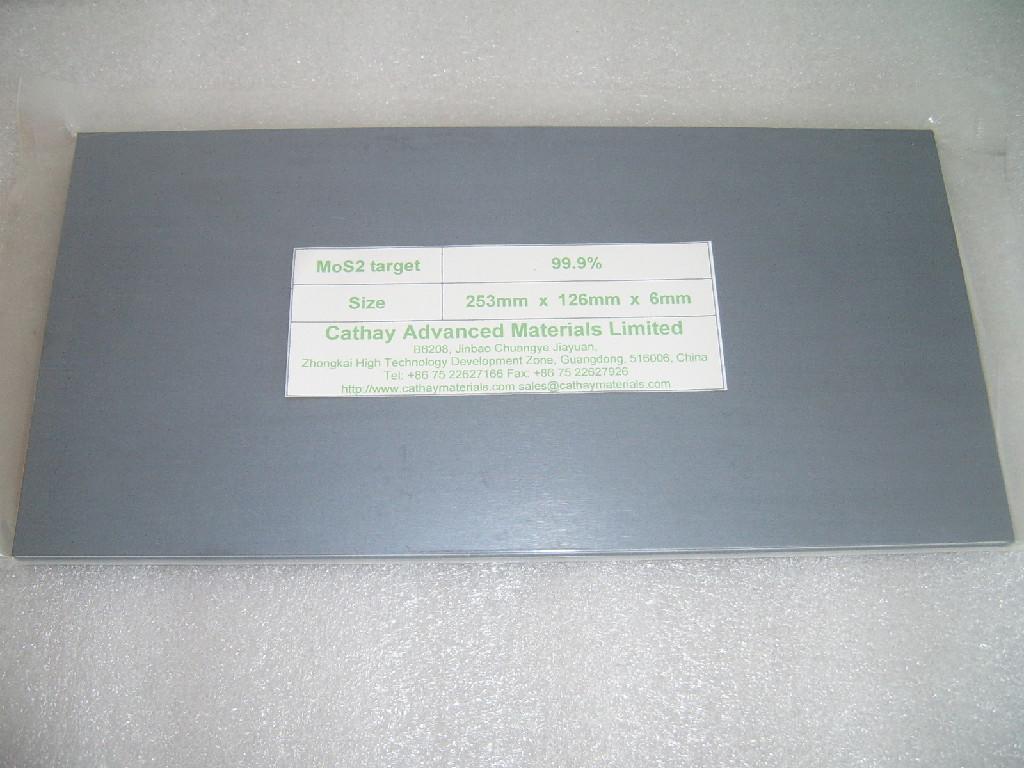 MoS2 target 99.9%
Size 253mm x 126mm x 6mm
Cathay Advanced Materials Limited
B8208, Jinbao Chuangye Jiayuan,
Zhongkai High Technology Development Zone, Guangdong, 516006, China
Tel: +86 75 22627166 Fax: +86 75 22627926
http://www.cathaymaterials.com sales@cathaymaterials.com